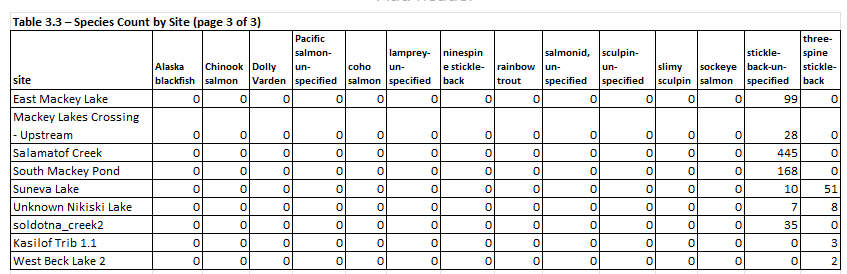 Table 3.3 – Species Count by Site (page 3 of 3)
site Alaska blackfish Chinook salmon Dolly Varden Pacific salmon-un-specified coho salmon lamprey-un-specified ninespin e stickle-back rainbow trout salmonid, un-specified sculpin-un-specified slimy sculpin sockeye salmon stickle-back-un-specified three-spine stickle-back
East Mackey Lake 0 0 0 0 0 0 0 0 0 0 0 0 99 0
Mackey Lakes Crossing
- Upstream 0 0 0 0 0 0 0 0 0 0 0 0 28 0
Salamatof Creek 0 0 0 0 0 0 0 0 0 0 0 0 445 0
South Mackey Pond 0 0 0 0 0 0 0 0 0 0 0 0 168 0
Suneva Lake 0 0 0 0 0 0 0 0 0 0 0 0 10 51
Unknown Nikiski Lake 0 0 0 0 0 0 0 0 0 0 0 0 7 8
soldotna_creek2 0 0 0 0 0 0 0 0 0 0 0 0 35 0
Kasilof Trib 1.1 0 0 0 0 0 0 0 0 0 0 0 0 0 3
West Beck Lake 2 0 0 0 0 0 0 0 0 0 0 0 0 0 2